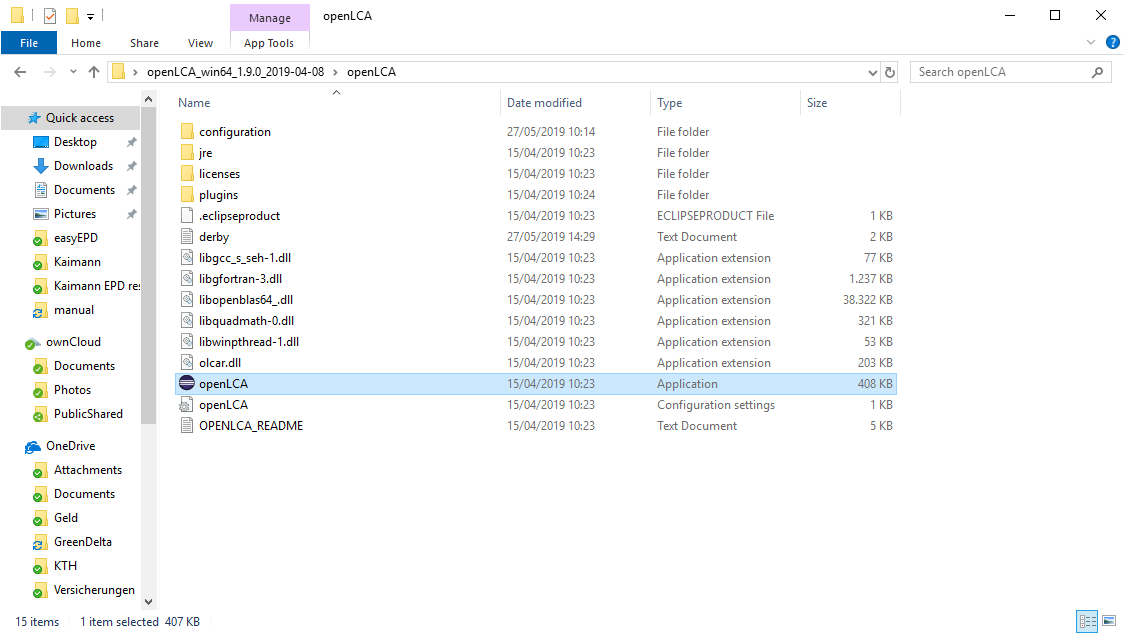 Manage openLCA
File Home Share View App Tools
openLCA_win64_1.9.0_2019-04-08 openLCA Search openLCA
Name Date modified Type Size
Quick access
Desktop
Downloads
Documents
Pictures
easyEPD
Kaimann
Kaimann EPD res
manual
ownCloud
Documents
Photos
PublicShared
OneDrive
Attachments
Documents
Geld
GreenDelta
KTH
Versicherungen
configuration 27/05/2019 10:14 File folder
jre 15/04/2019 10:23 File folder
licenses 15/04/2019 10:23 File folder
plugins 15/04/2019 10:24 File folder
.eclipseproduct 15/04/2019 10:23 ECLIPSEPRODUCT File 1 KB
derby 27/05/2019 14:29 Text Document 2 KB
libgcc_s_seh-1.dll 15/04/2019 10:23 Application extension 77 KB
libgfortran-3.dll 15/04/2019 10:23 Application extension 1.237 KB
libopenblas64_.dll 15/04/2019 10:23 Application extension 38.322 KB
libquadmath-0.dll 15/04/2019 10:23 Application extension 321 KB
libwinpthread-1.dll 15/04/2019 10:23 Application extension 53 KB
olcar.dll 15/04/2019 10:23 Application extension 203 KB
openLCA 15/04/2019 10:23 Application 408 KB
openLCA 15/04/2019 10:23 Configuration settings 1 KB
OPENLCA_README 15/04/2019 10:23 Text Document 5 KB
15 items 1 item selected 407 KB